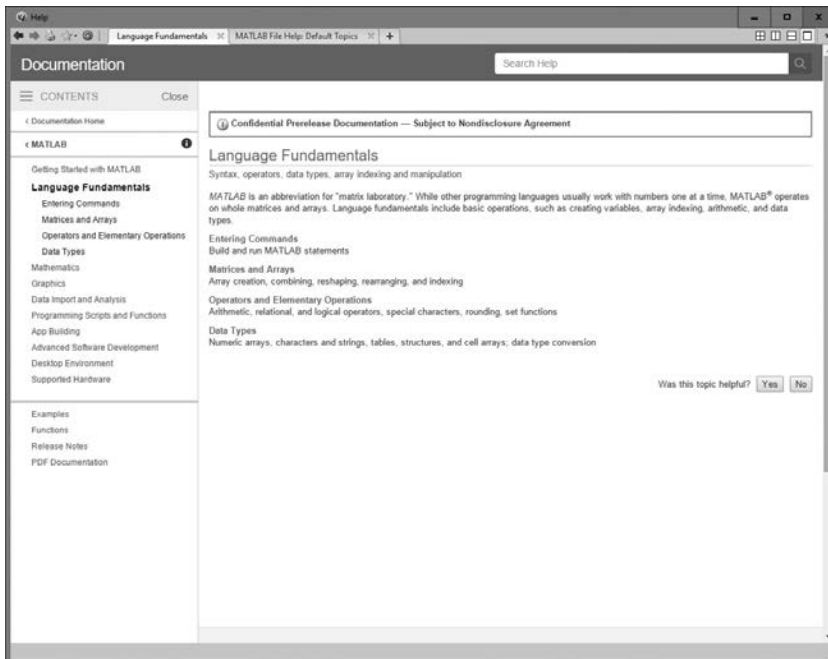 Help
Language Fundamentals
MATLAB File Help: Default Topics
Documentation
Search Help
CONTENTS
Close
‹ Documentation Home
‹ MATLAB
Getting Started with MATLAB
Language Fundamentals
Entering Commands
Matrices and Arrays
Operators and Elementary Operations
Data Types
Mathematics
Graphics
Data Import and Analysis
Programming Scripts and Functions
App Building
Advanced Software Development
Desktop Environment
Supported Hardware
Examples
Functions
Release Notes
PDF Documentation
Confidential Prerelease Documentation — Subject to Nondisclosure Agreement
Language Fundamentals
Syntax, operators, data types, array indexing and manipulation
MATLAB is an abbreviation for "matrix laboratory." While other programming languages usually work with numbers one at a time, MATLAB® operates
on whole matrices and arrays. Language fundamentals include basic operations, such as creating variables, array indexing, arithmetic, and data
types.
Entering Commands
Build and run MATLAB statements
Matrices and Arrays
Array creation, combining, reshaping, rearranging, and indexing
Operators and Elementary Operations
Arithmetic, relational, and logical operators, special characters, rounding, set functions
Data Types
Numeric arrays, characters and strings, tables, structures, and cell arrays; data type conversion
Was this topic helpful? Yes No